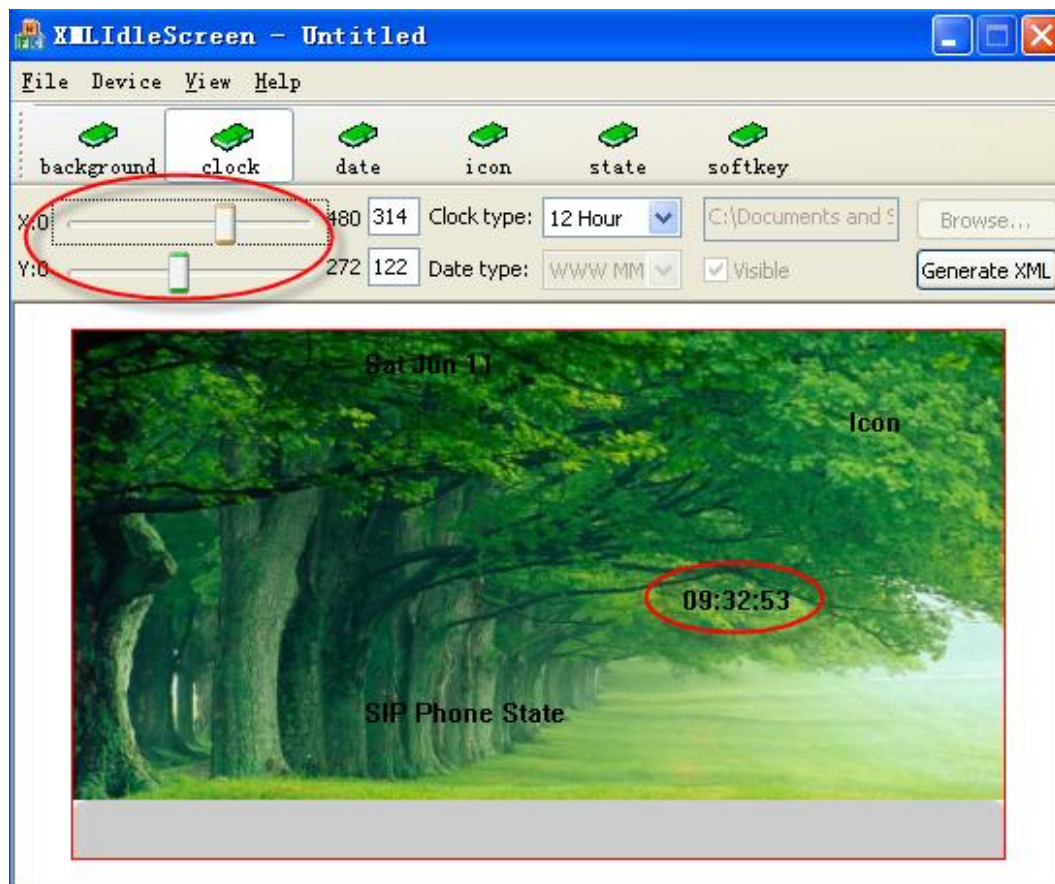 XMLIdleScreen - Untitled
File Device View Help
background clock date icon state softkey
X:0 480 314 Clock type: 12 Hour C:\Documents and S Browse...
Y:0 272 122 Date type: WWW MM Visible Generate XML
Sat Jun 11
Icon
09:32:53
SIP Phone State